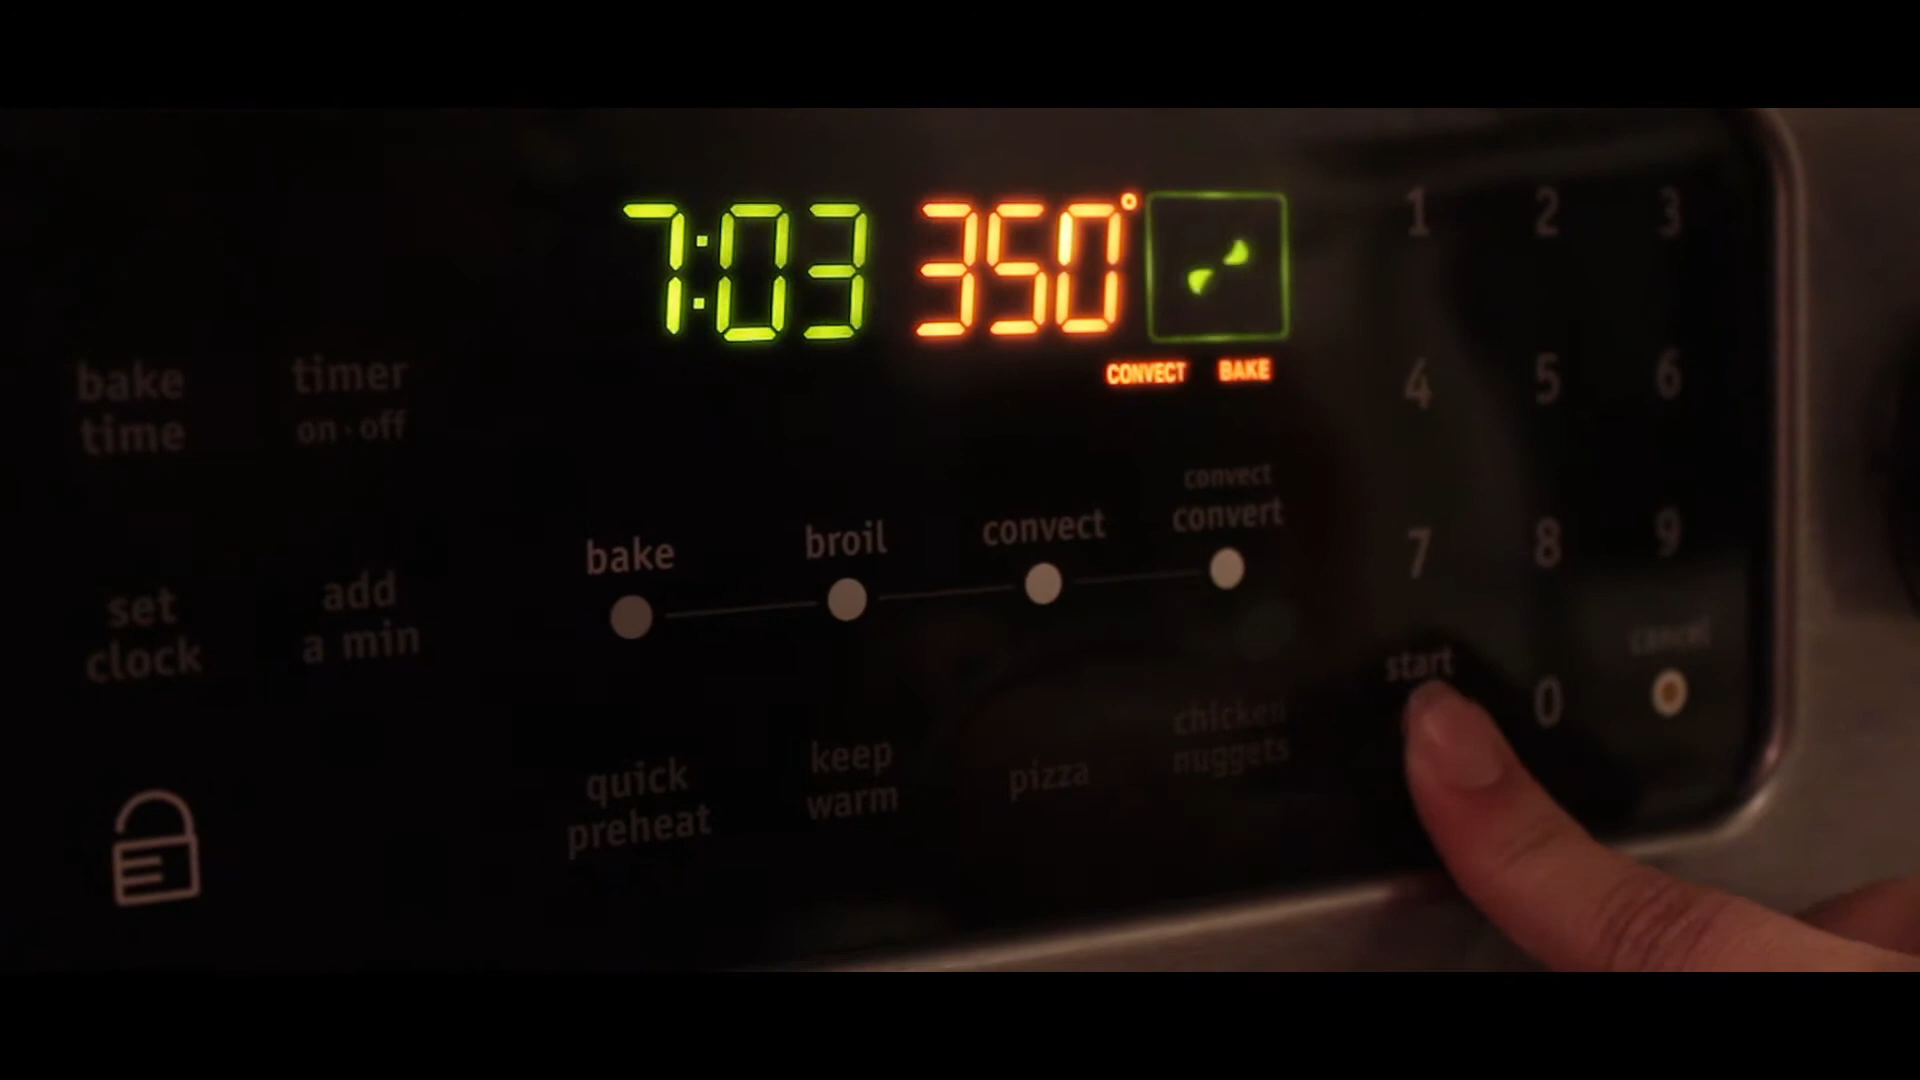 7:03 350°
CONVECT BAKE
1 2 3
4 5 6
7 8 9
0
bake
time
timer
on·off
set
clock
add
a min
bake
broil
convect
convect
convert
quick
preheat
keep
warm
pizza
chicken
nuggets
start
cancel